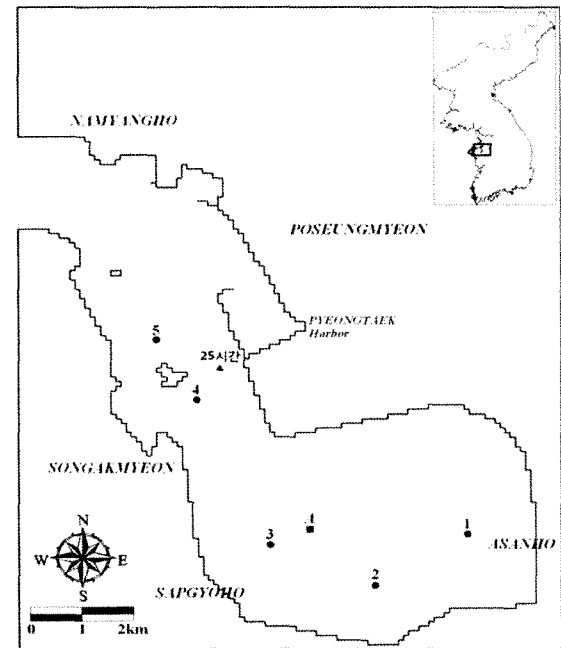 NAMYANGHO
POSEUNGMYEON
PYEONGTAEK
Harbor
5
25시간
4
SONGAKMYEON
A
1
3
ASANHO
2
N
W E
S
SAPGYOHO
0 1 2km